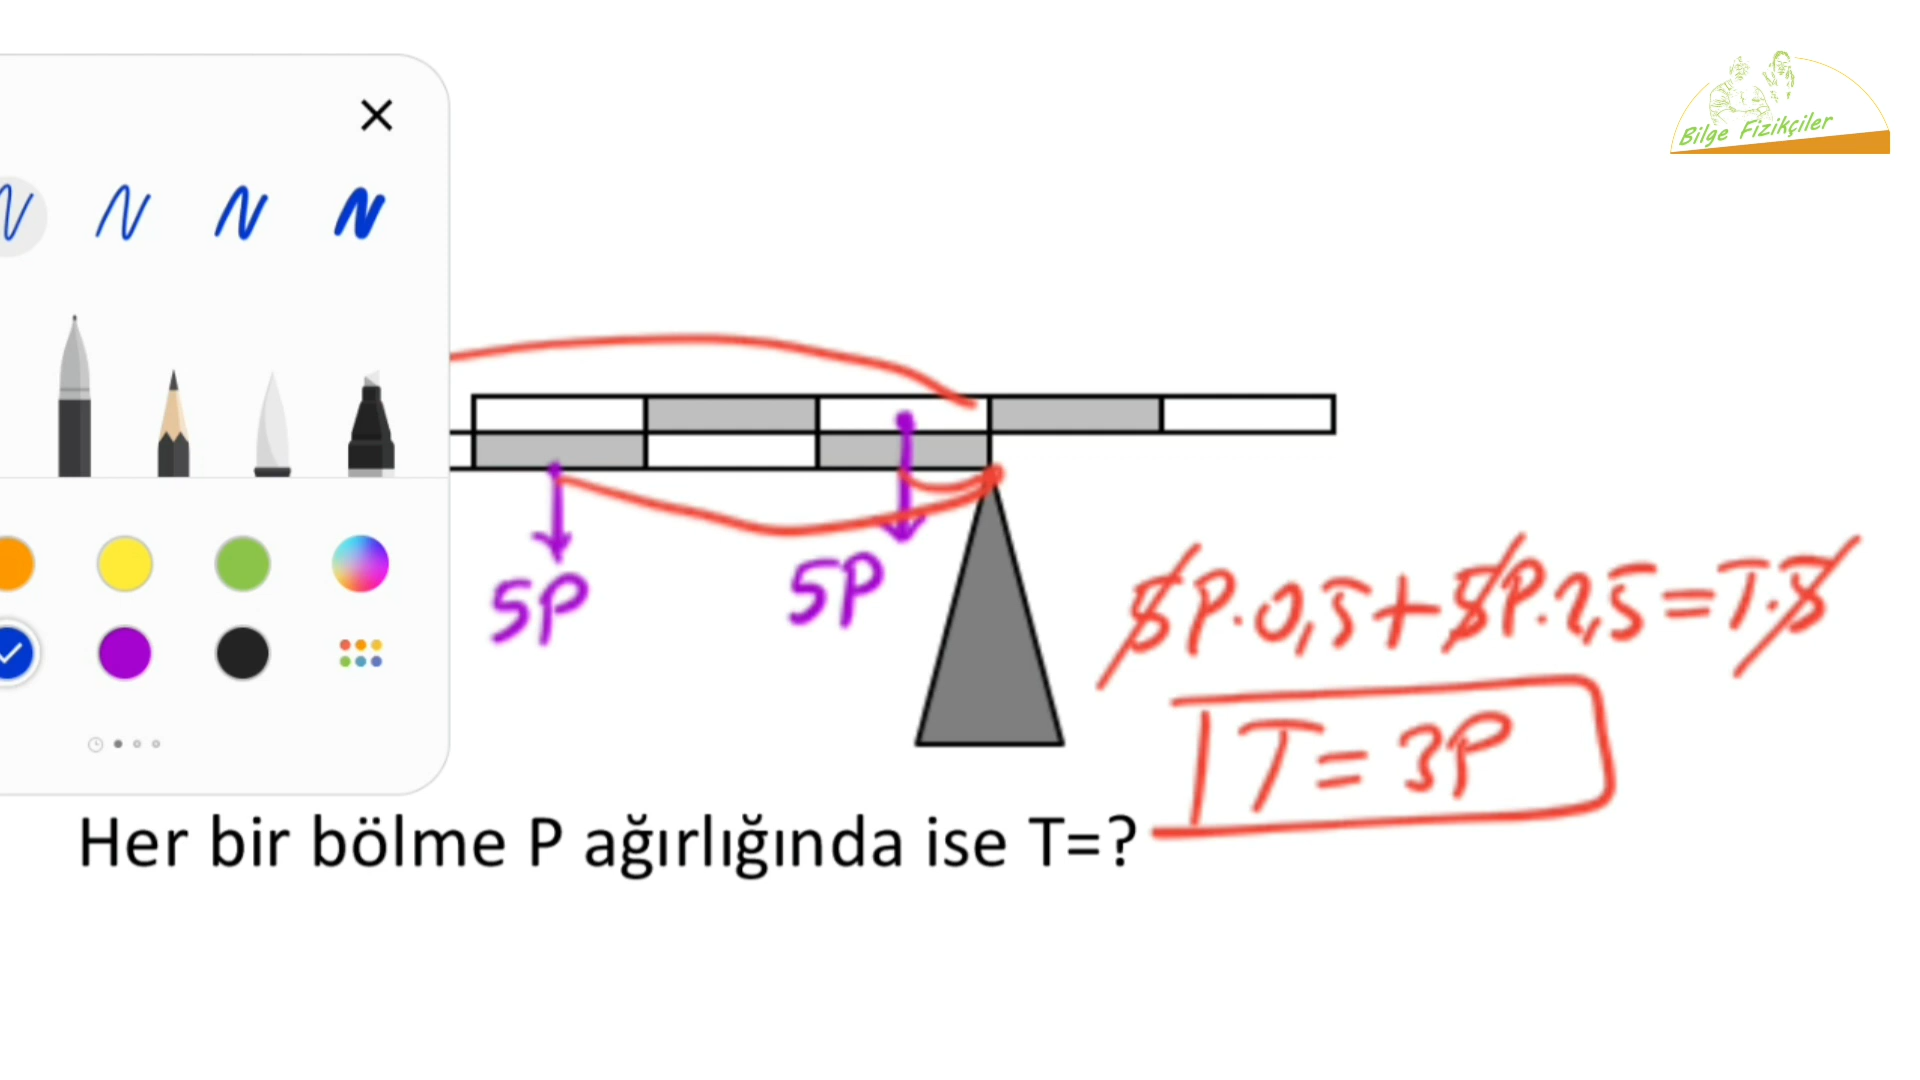 Bilge Fizikçiler
5P
5P
5P.0,5+5P.2,5=T.5
T=3P
Her bir bölme P ağırlığında ise T=?